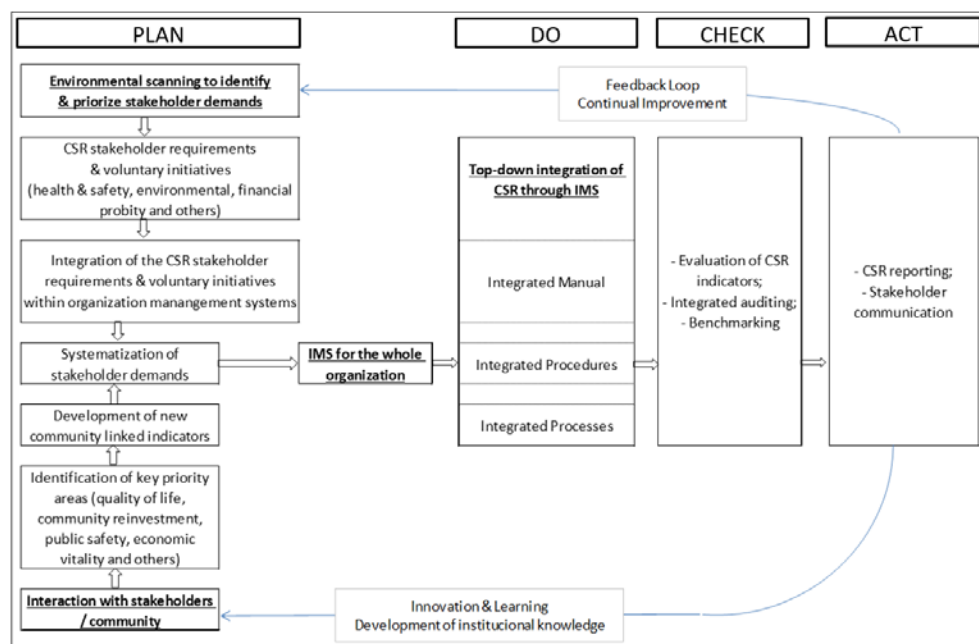 PLAN
DO
CHECK
ACT
Environmental scanning to identify
& priorize stakeholder demands
Feedback Loop
Continual Improvement
CSR stakeholder requirements
& voluntary initiatives
(health & safety, environmental, financial
probity and others)
Integration of the CSR stakeholder
requirements & voluntary initiatives
within organization manangement systems
Systematization of
stakeholder demands
Development of new
community linked indicators
Identification of key priority
areas (quality of life,
community reinvestment,
public safety, economic
vitality and others)
Interaction with stakeholders
/ community
IMS for the whole
organization
Top-down integration of
CSR through IMS
Integrated Manual
Integrated Procedures
Integrated Processes
- Evaluation of CSR
indicators;
- Integrated auditing;
- Benchmarking
- CSR reporting;
- Stakeholder
communication
Innovation & Learning
Development of institucional knowledge